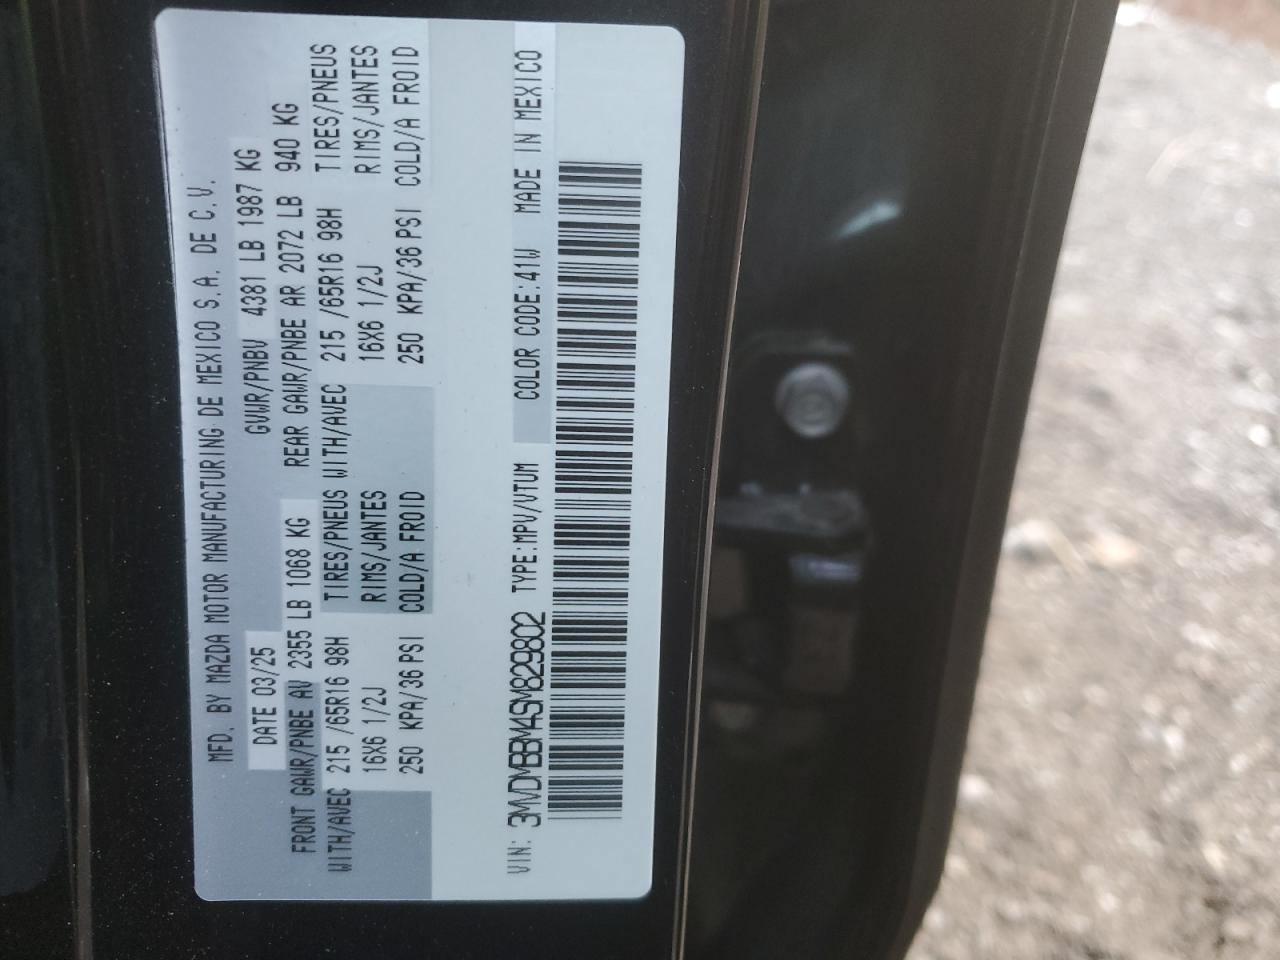 MFD. BY MAZDA MOTOR MANUFACTURING DE MEXICO S.A. DE C.V.
DATE 03/25 GVWR/PNBV 4381 LB 1987 KG
FRONT GAWR/PNBE AV 2355 LB 1068 KG REAR GAWR/PNBE AR 2072 LB 940 KG
WITH/AVEC 215 /65R16 98H TIRES/PNEUS WITH/AVEC 215 /65R16 98H TIRES/PNEUS
16X6 1/2J RIMS/JANTES 16X6 1/2J RIMS/JANTES
250 KPA/36 PSI COLD/A FROID 250 KPA/36 PSI COLD/A FROID
VIN: 3MVDMBBM4SM829802 TYPE:MPV/VTUM COLOR CODE:41W MADE IN MEXICO